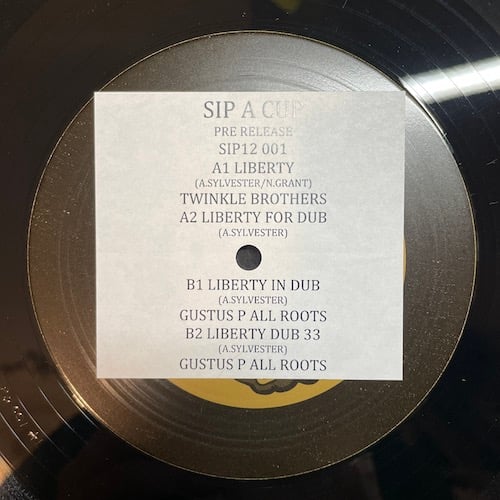 SIP A CUP
PRE RELEASE
SIP12 001
A1 LIBERTY
(A.SYLVESTER/N.GRANT)
TWINKLE BROTHERS
A2 LIBERTY FOR DUB
(A.SYLVESTER)
B1 LIBERTY IN DUB
(A.SYLVESTER)
GUSTUS P ALL ROOTS
B2 LIBERTY DUB 33
(A.SYLVESTER)
GUSTUS P ALL ROOTS